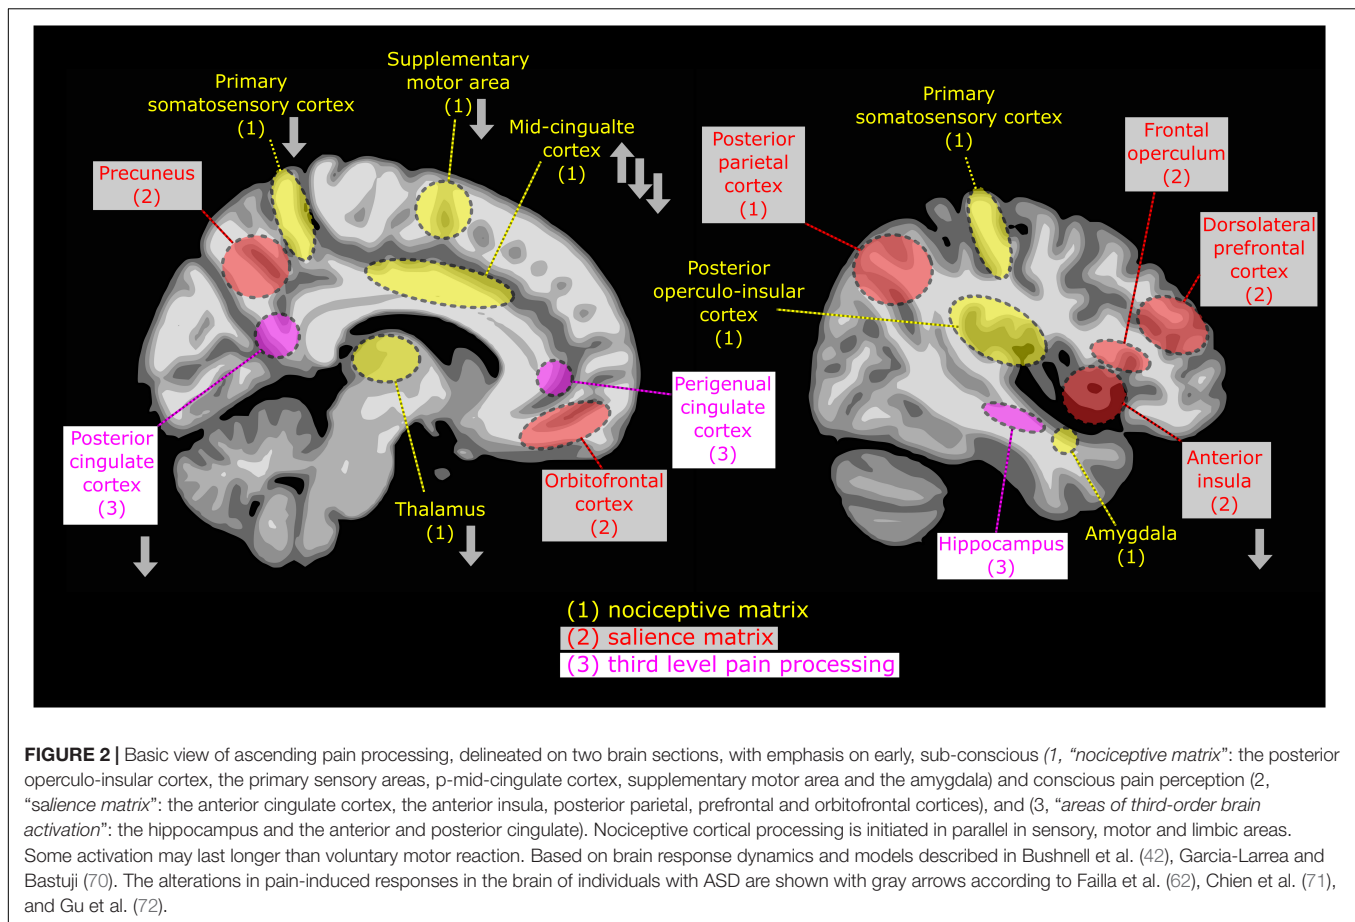 Supplementary
motor area
(1)
Primary
somatosensory cortex
(1)
Mid-cingualte
cortex
(1)
Precuneus
(2)
Posterior
cingulate
cortex
(3)
Thalamus
(1)
Perigenual
cingulate
cortex
(3)
Orbitofrontal
cortex
(2)
Primary
somatosensory cortex
(1)
Posterior
parietal
cortex
(1)
Frontal
operculum
(2)
Dorsolateral
prefrontal
cortex
(2)
Posterior
operculo-insular
cortex
(1)
Anterior
insula
(2)
Hippocampus
(3)
Amygdala
(1)
(1) nociceptive matrix
(2) salience matrix
(3) third level pain processing
FIGURE 2 | Basic view of ascending pain processing, delineated on two brain sections, with emphasis on early, sub-conscious (1, “nociceptive matrix”: the posterior
operculo-insular cortex, the primary sensory areas, p-mid-cingulate cortex, supplementary motor area and the amygdala) and conscious pain perception (2,
“salience matrix”: the anterior cingulate cortex, the anterior insula, posterior parietal, prefrontal and orbitofrontal cortices), and (3, “areas of third-order brain
activation”: the hippocampus and the anterior and posterior cingulate). Nociceptive cortical processing is initiated in parallel in sensory, motor and limbic areas.
Some activation may last longer than voluntary motor reaction. Based on brain response dynamics and models described in Bushnell et al. (42), Garcia-Larrea and
Bastuji (70). The alterations in pain-induced responses in the brain of individuals with ASD are shown with gray arrows according to Failla et al. (62), Chien et al. (71),
and Gu et al. (72).